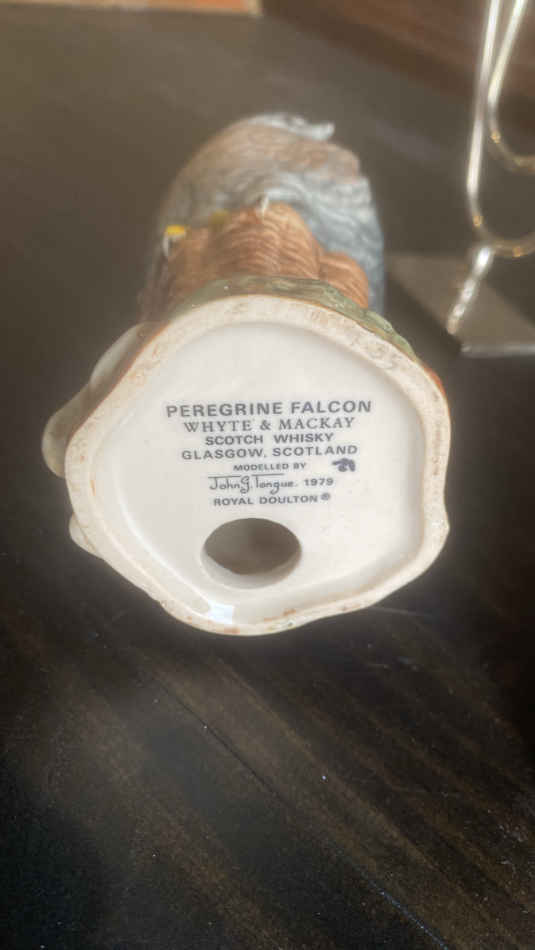 PEREGRINE FALCON
WHYTE & MACKAY
SCOTCH WHISKY
GLASGOW, SCOTLAND
MODELLED BY
John G. Tongue. 1979
ROYAL DOULTON ®